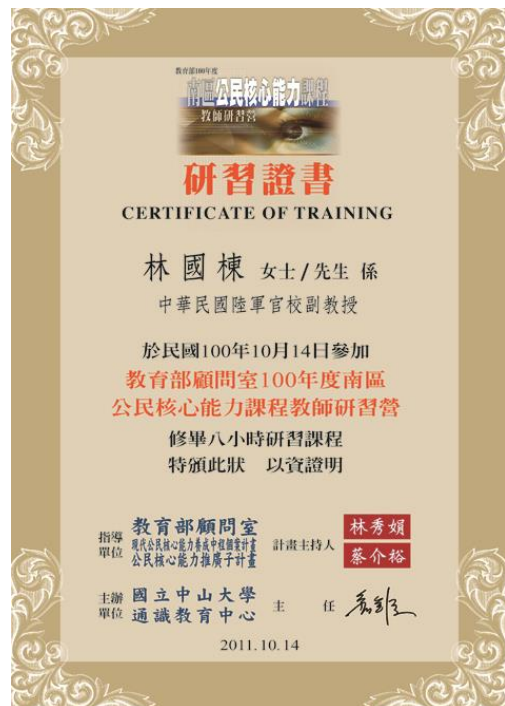 教育部100年度
南區公民核心能力課程
教師研習營
研習證書
CERTIFICATE OF TRAINING
林國棟 女士/先生 係
中華民國陸軍官校副教授
於民國100年10月14日參加
教育部顧問室100年度南區
公民核心能力課程教師研習營
修畢八小時研習課程
特頒此狀 以資證明
指導單位
教育部顧問室
現代公民核心能力養成中程個案計畫
公民核心能力推廣子計畫
計畫主持人
林秀娟
蔡介裕
主辦單位
國立中山大學
通識教育中心
主 任
2011.10.14